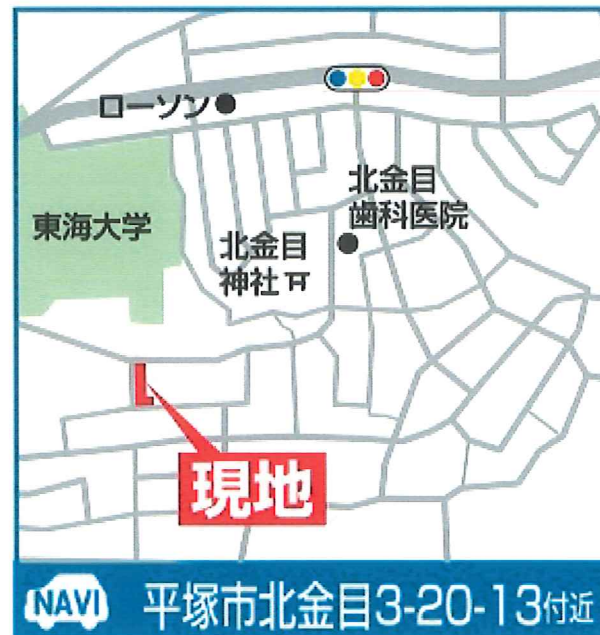 ローソン
東海大学
北金目
歯科医院
北金目
神社
現地
NAVI 平塚市北金目3-20-13付近